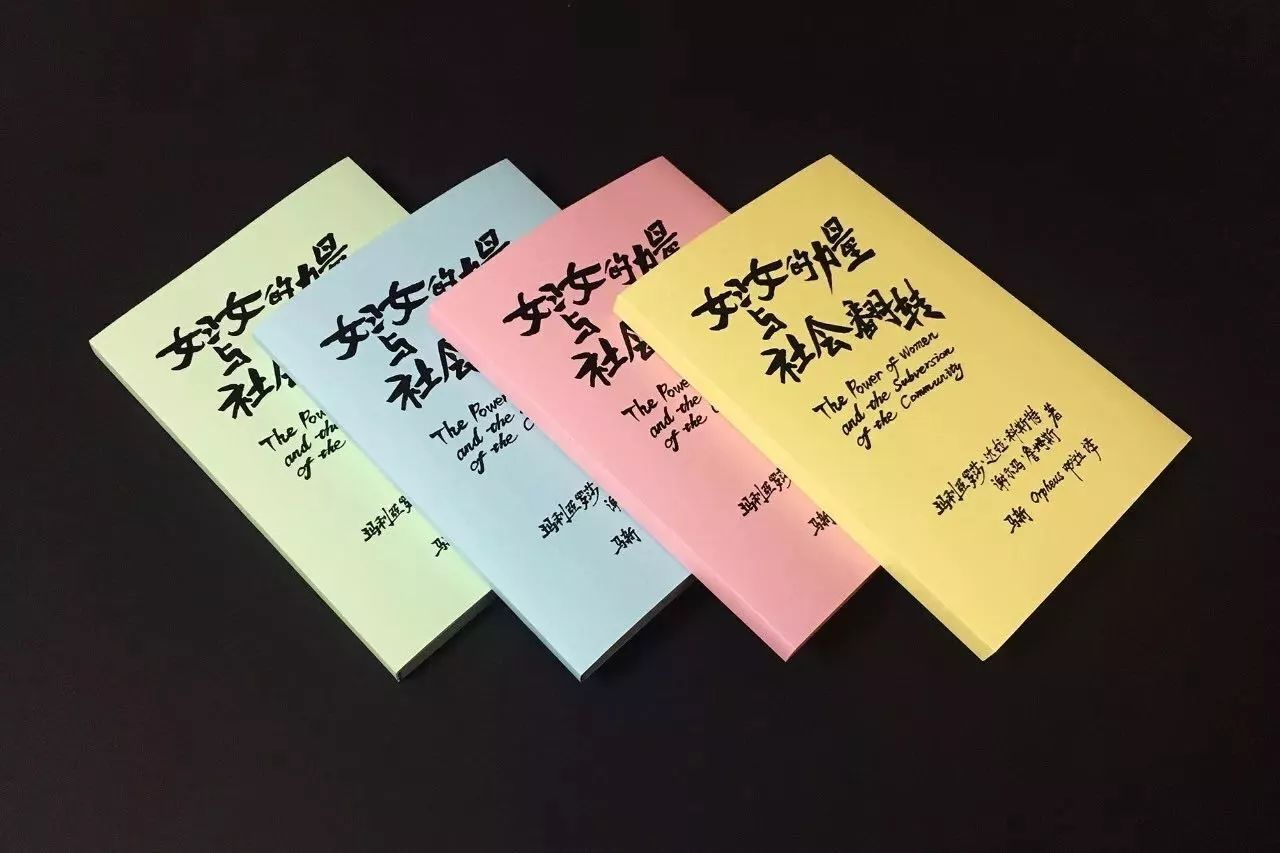 妇女的力量
与
社会
The Power
and the
of the
玛利亚罗莎
马新
妇女的力量
与
社会
The Power
and the
of the
玛利亚罗莎
谢
马新
妇女的力量
与
社会
The Power
and the
of the
玛利亚罗莎
马新
妇女的力量
与
社会翻转
The Power of Women
and the Subversion
of the Community
玛利亚罗莎·达拉·科斯塔
谢尔玛·詹姆斯 著
马新 Orpheus 译